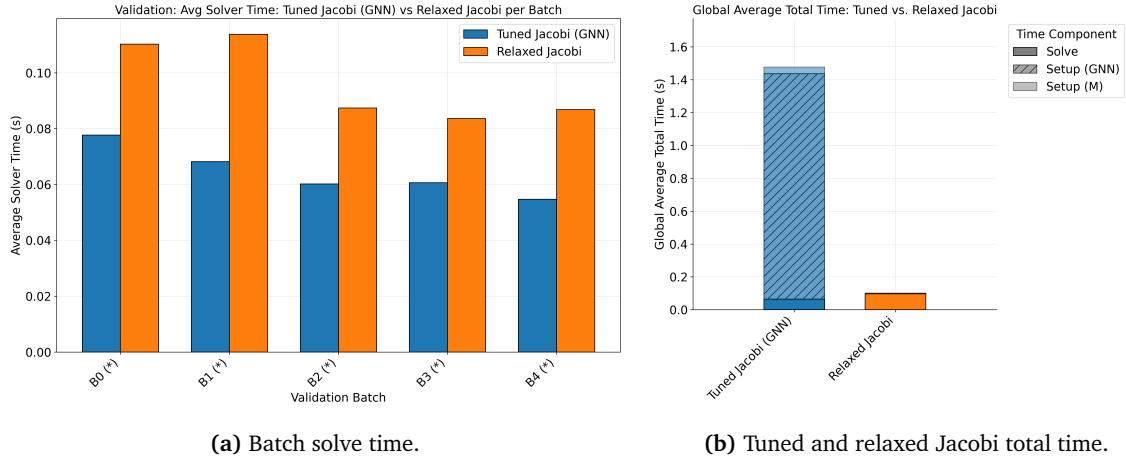 Validation: Avg Solver Time: Tuned Jacobi (GNN) vs Relaxed Jacobi per Batch
Tuned Jacobi (GNN)
Relaxed Jacobi
Average Solver Time (s)
0.10
0.08
0.06
0.04
0.02
0.00
B0 (*)
B1 (*)
B2 (*)
B3 (*)
B4 (*)
Validation Batch
(a) Batch solve time.
Global Average Total Time: Tuned vs. Relaxed Jacobi
Time Component
Solve
Setup (GNN)
Setup (M)
Global Average Total Time (s)
1.6
1.4
1.2
1.0
0.8
0.6
0.4
0.2
0.0
Tuned Jacobi (GNN)
Relaxed Jacobi
(b) Tuned and relaxed Jacobi total time.